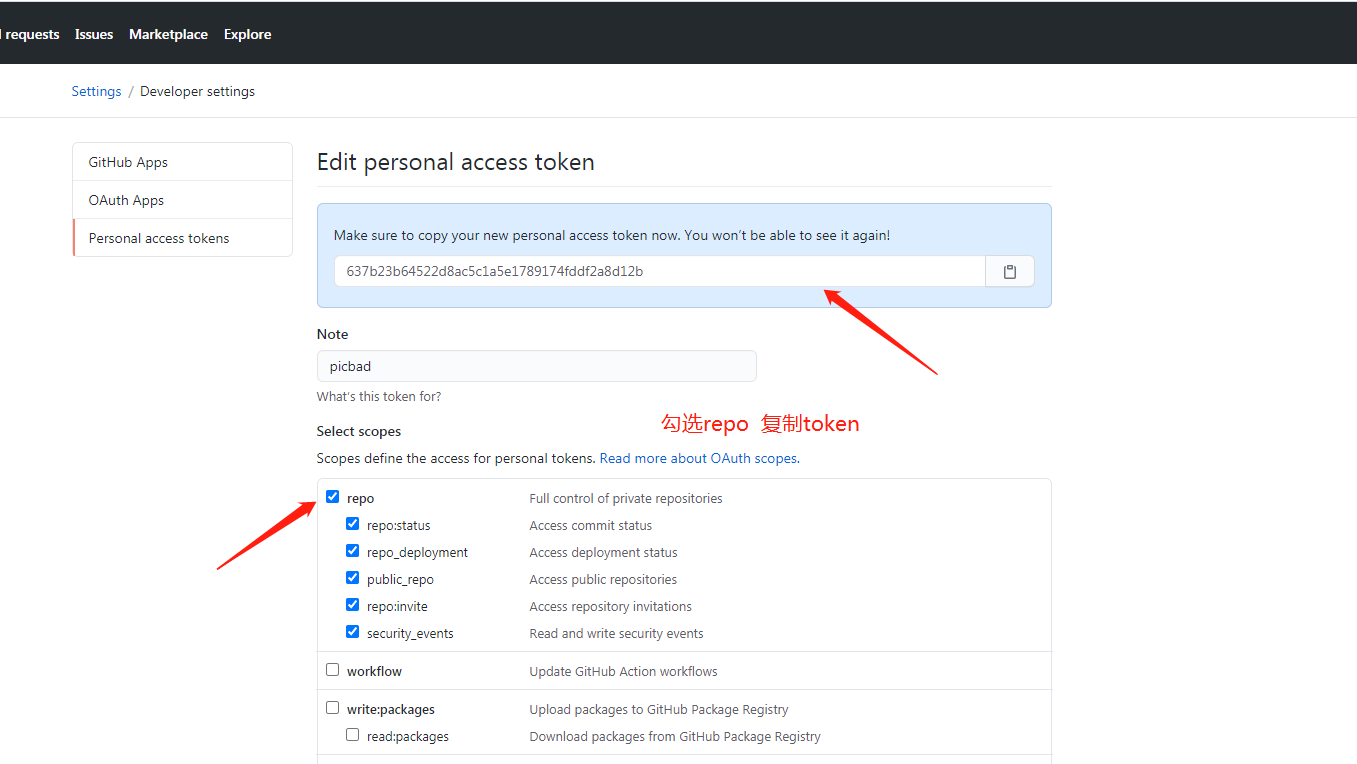 requests Issues Marketplace Explore
Settings / Developer settings
GitHub Apps
OAuth Apps
Personal access tokens
Edit personal access token
Make sure to copy your new personal access token now. You won't be able to see it again!
637b23b64522d8ac5c1a5e1789174fddf2a8d12b
Note
picbad
What's this token for?
勾选repo 复制token
Select scopes
Scopes define the access for personal tokens. Read more about OAuth scopes.
repo Full control of private repositories
repo:status Access commit status
repo_deployment Access deployment status
public_repo Access public repositories
repo:invite Access repository invitations
security_events Read and write security events
workflow Update GitHub Action workflows
write:packages Upload packages to GitHub Package Registry
read:packages Download packages from GitHub Package Registry